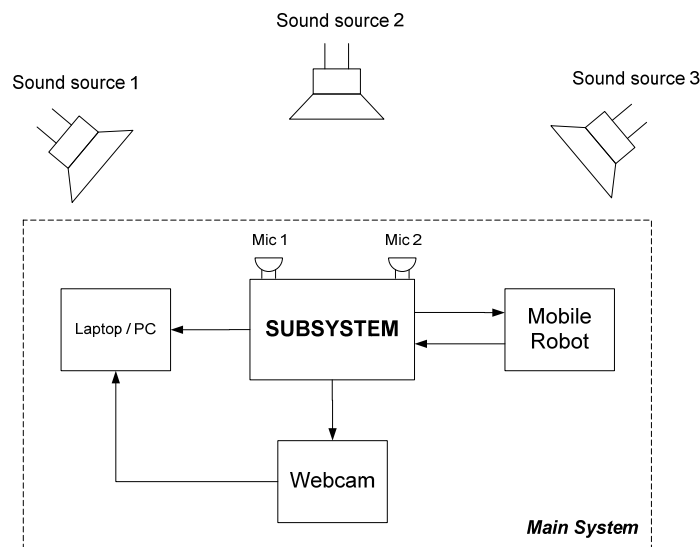 Sound source 2
Sound source 1
Sound source 3
Mic 1
Mic 2
Laptop / PC
SUBSYSTEM
Mobile
Robot
Webcam
Main System